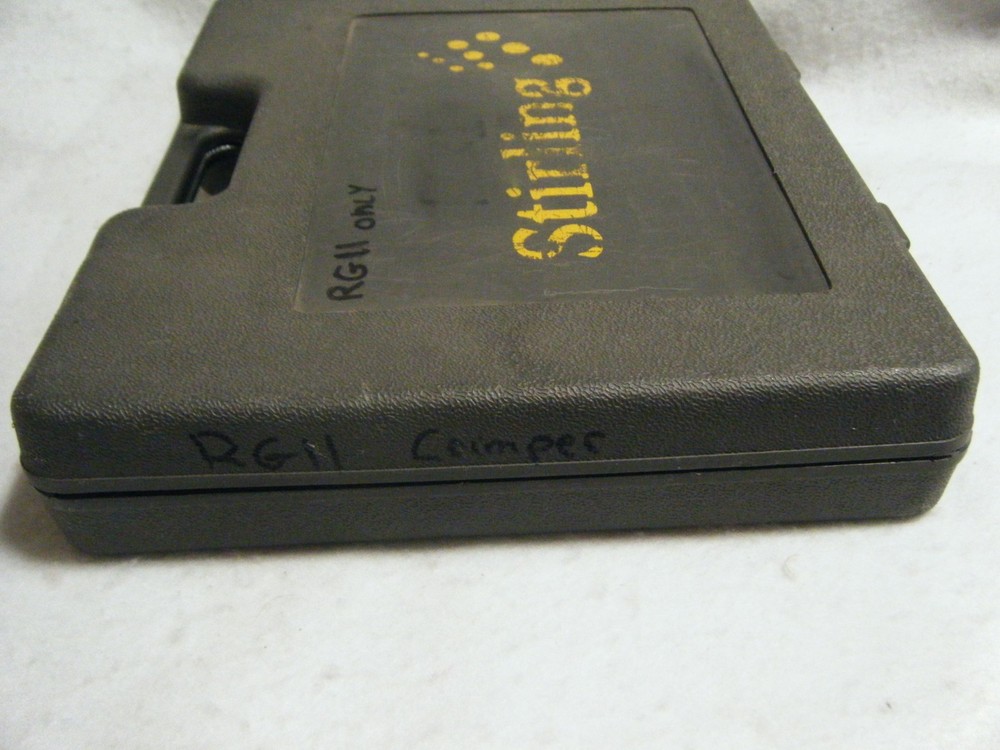 Stirling
RG11 ONLY
RG11 Crimper